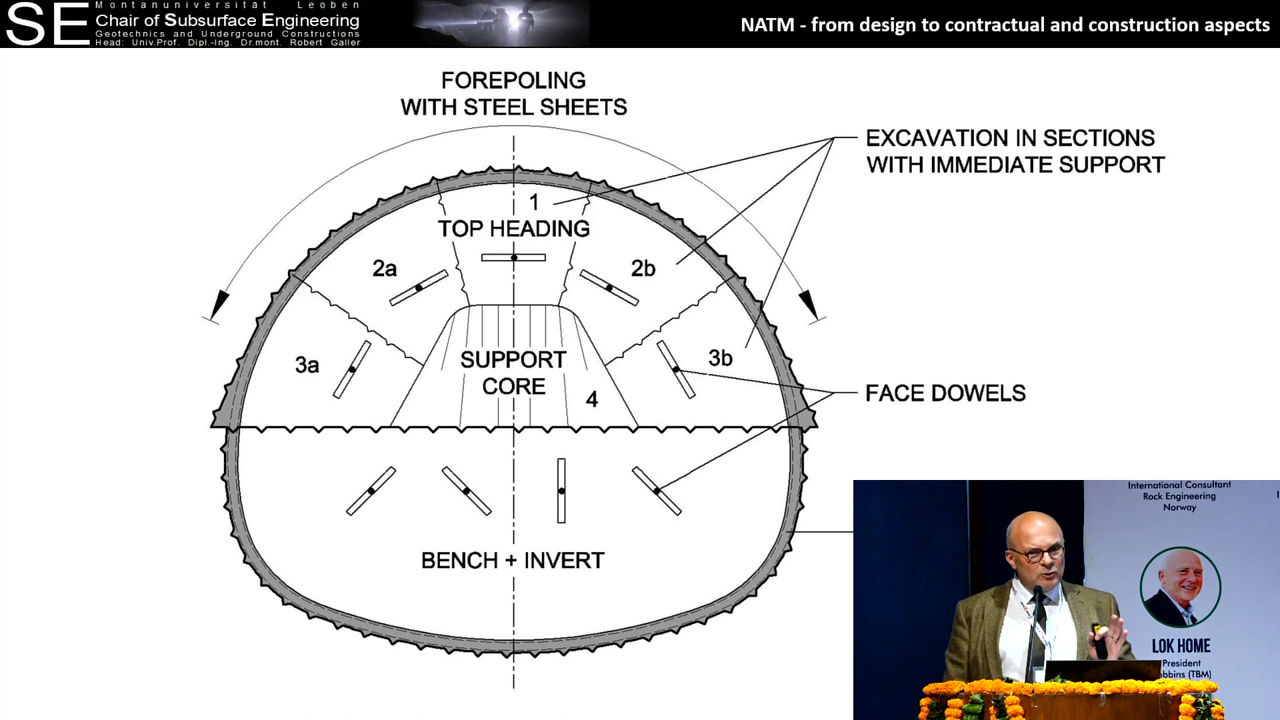 SE
Montanuniversität Leoben
Chair of Subsurface Engineering
Geotechnics and Underground Constructions
Head: Univ.Prof. Dipl.-Ing. Dr.mont. Robert Galler
NATM - from design to contractual and construction aspects
FOREPOLING
WITH STEEL SHEETS
EXCAVATION IN SECTIONS
WITH IMMEDIATE SUPPORT
1
TOP HEADING
2a
2b
3a
SUPPORT
CORE
3b
4
FACE DOWELS
BENCH + INVERT
International Consultant
Rock Engineering
Norway
LOK HOME
President
(TBM)